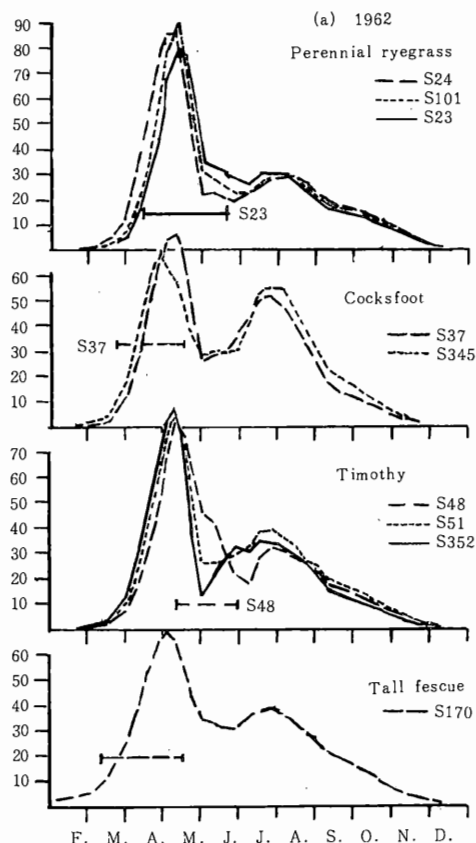 (a) 1962
Perennial ryegrass
S24
S101
S23
90
80
70
60
50
40
30
20
10
S23
Cocksfoot
S37
S345
60
50
40
30
20
10
S37
Timothy
S48
S51
S352
70
60
50
40
30
20
10
S48
Tall fescue
S170
60
50
40
30
20
10
F. M. A. M. J. J. A. S. O. N. D.